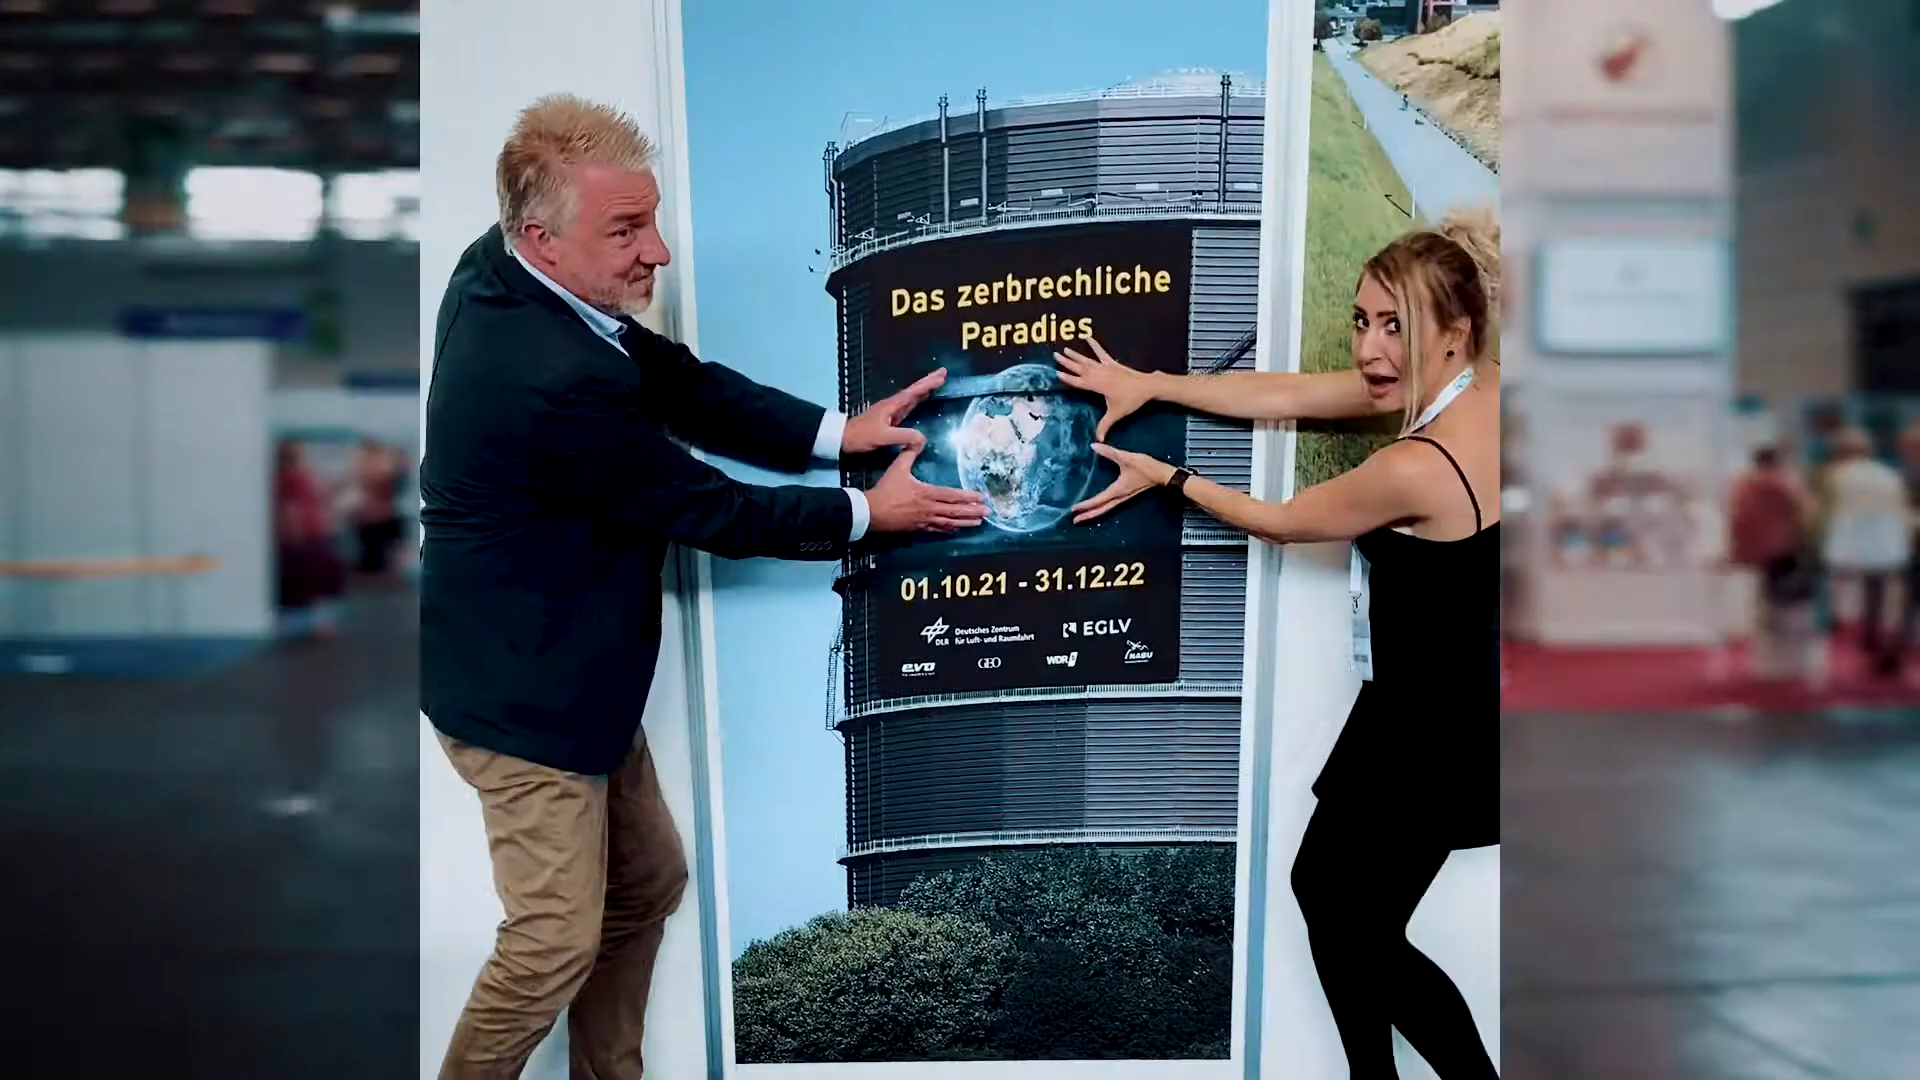 Das zerbrechliche
Paradies
01.10.21 - 31.12.22
DLR
Deutsches Zentrum
für Luft- und Raumfahrt
EGLV
evo
GEO
WDR 5
NABU